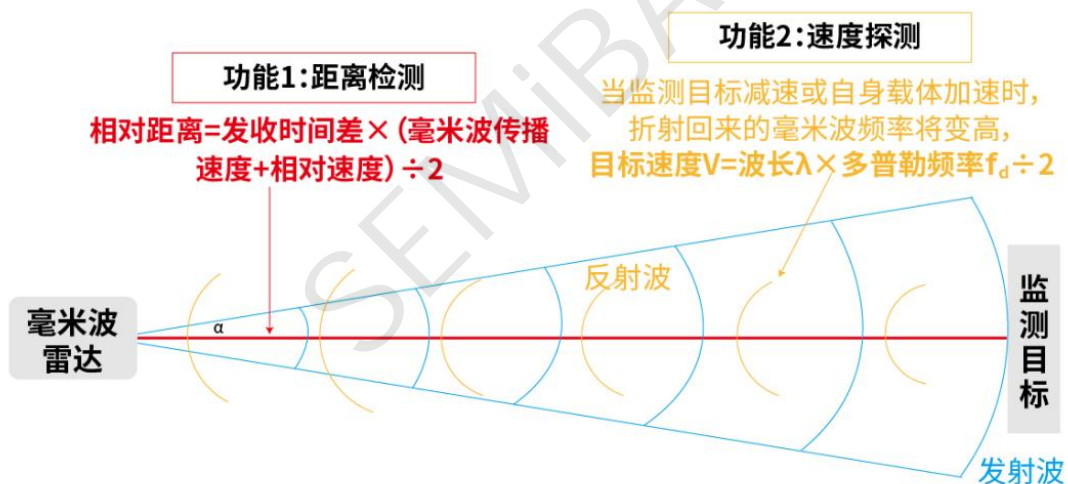 功能1:距离检测
相对距离=发收时间差×(毫米波传播
速度+相对速度)÷2
功能2:速度探测
当监测目标减速或自身载体加速时,
折射回来的毫米波频率将变高,
目标速度V=波长λ×多普勒频率fd÷2
反射波
毫米波
雷达
α
监
测
目
标
发射波